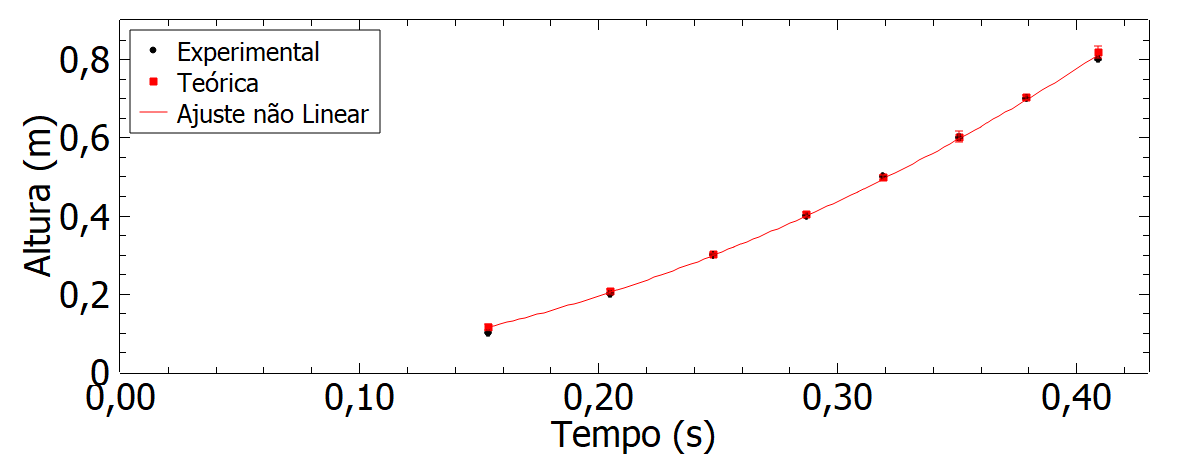 Experimental
Teórica
Ajuste não Linear
Altura (m)
0,8
0,6
0,4
0,2
0
0,00 0,10 0,20 0,30 0,40
Tempo (s)